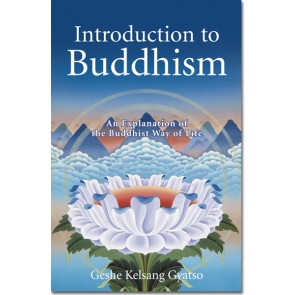 Introduction to
Buddhism
An Explanation of
the Buddhist Way of Life
Geshe Kelsang Gyatso